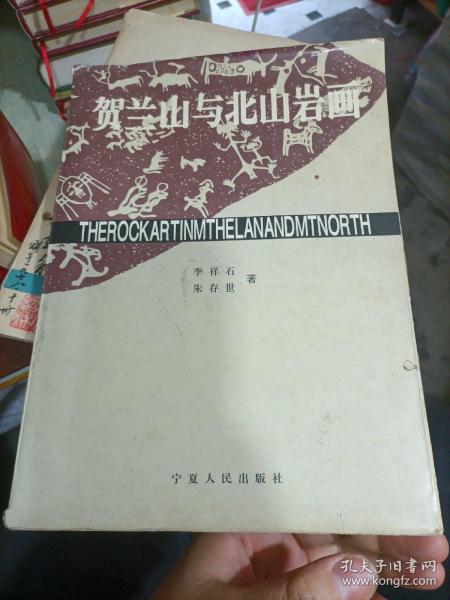 贺兰山与北山岩画
THEROCKARTINMTHELANANDMTNORTH
李祥石
朱存世
著
宁夏人民出版社
孔夫子旧书网
www.kongfz.com